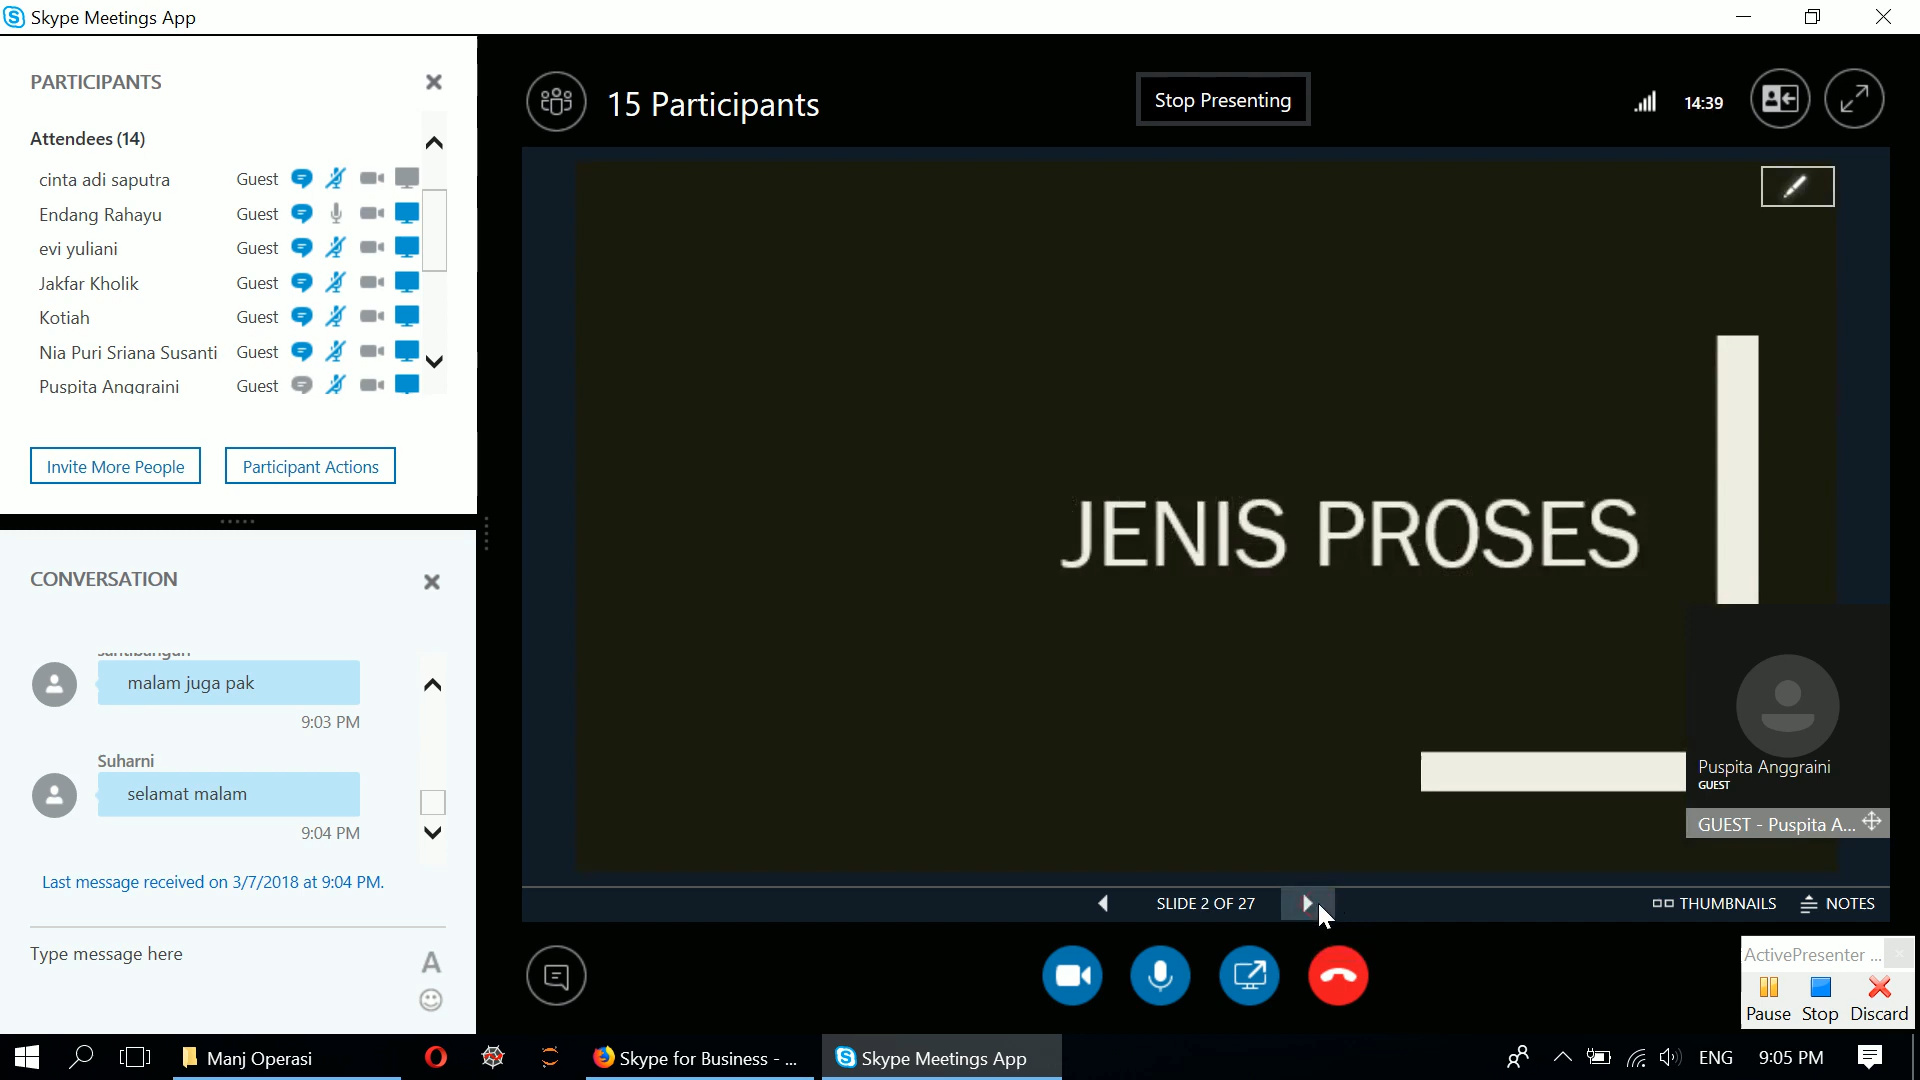 Skype Meetings App
PARTICIPANTS
Attendees (14)
cinta adi saputra Guest
Endang Rahayu Guest
evi yuliani Guest
Jakfar Kholik Guest
Kotiah Guest
Nia Puri Sriana Susanti Guest
Puspita Anggraini Guest
Invite More People Participant Actions
CONVERSATION
malam juga pak
9:03 PM
Suharni
selamat malam
9:04 PM
Last message received on 3/7/2018 at 9:04 PM.
Type message here
A
15 Participants
Stop Presenting
14:39
JENIS PROSES
Puspita Anggraini
GUEST
GUEST - Puspita A...
SLIDE 2 OF 27
THUMBNAILS
NOTES
ActivePresenter ...
Pause Stop Discard
Manj Operasi
Skype for Business - ...
Skype Meetings App
ENG
9:05 PM